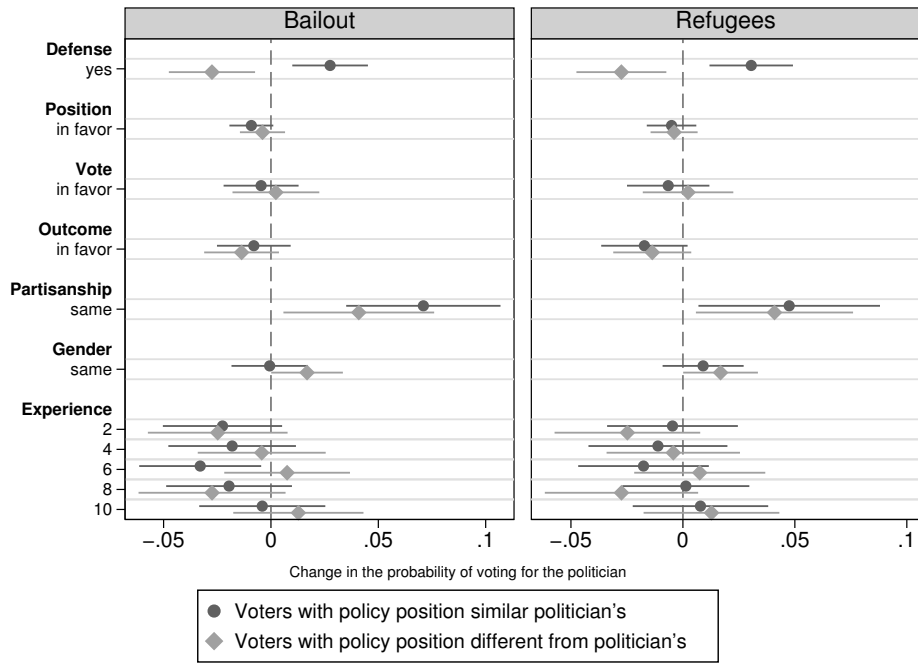 Bailout
Refugees
Defense
yes
Position
in favor
Vote
in favor
Outcome
in favor
Partisanship
same
Gender
same
Experience
2
4
6
8
10
-.05 0 .05 .1
-.05 0 .05 .1
Change in the probability of voting for the politician
Voters with policy position similar politician's
Voters with policy position different from politician's